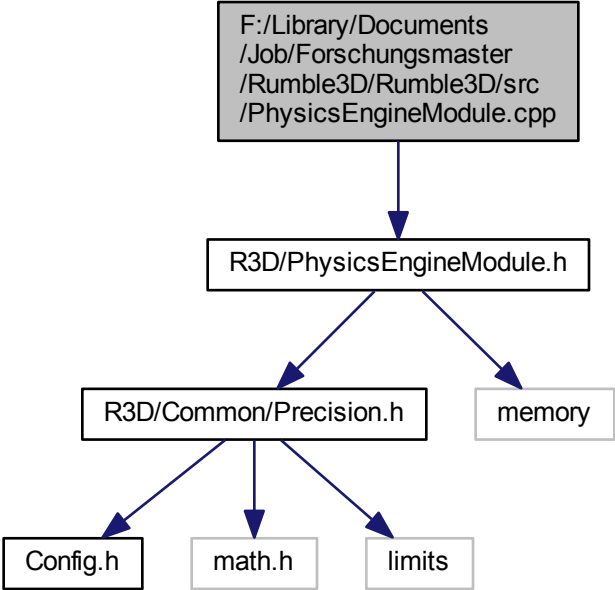 F:/Library/Documents
/Job/Forschungsmaster
/Rumble3D/Rumble3D/src
/PhysicsEngineModule.cpp
R3D/PhysicsEngineModule.h
R3D/Common/Precision.h
memory
Config.h
math.h
limits